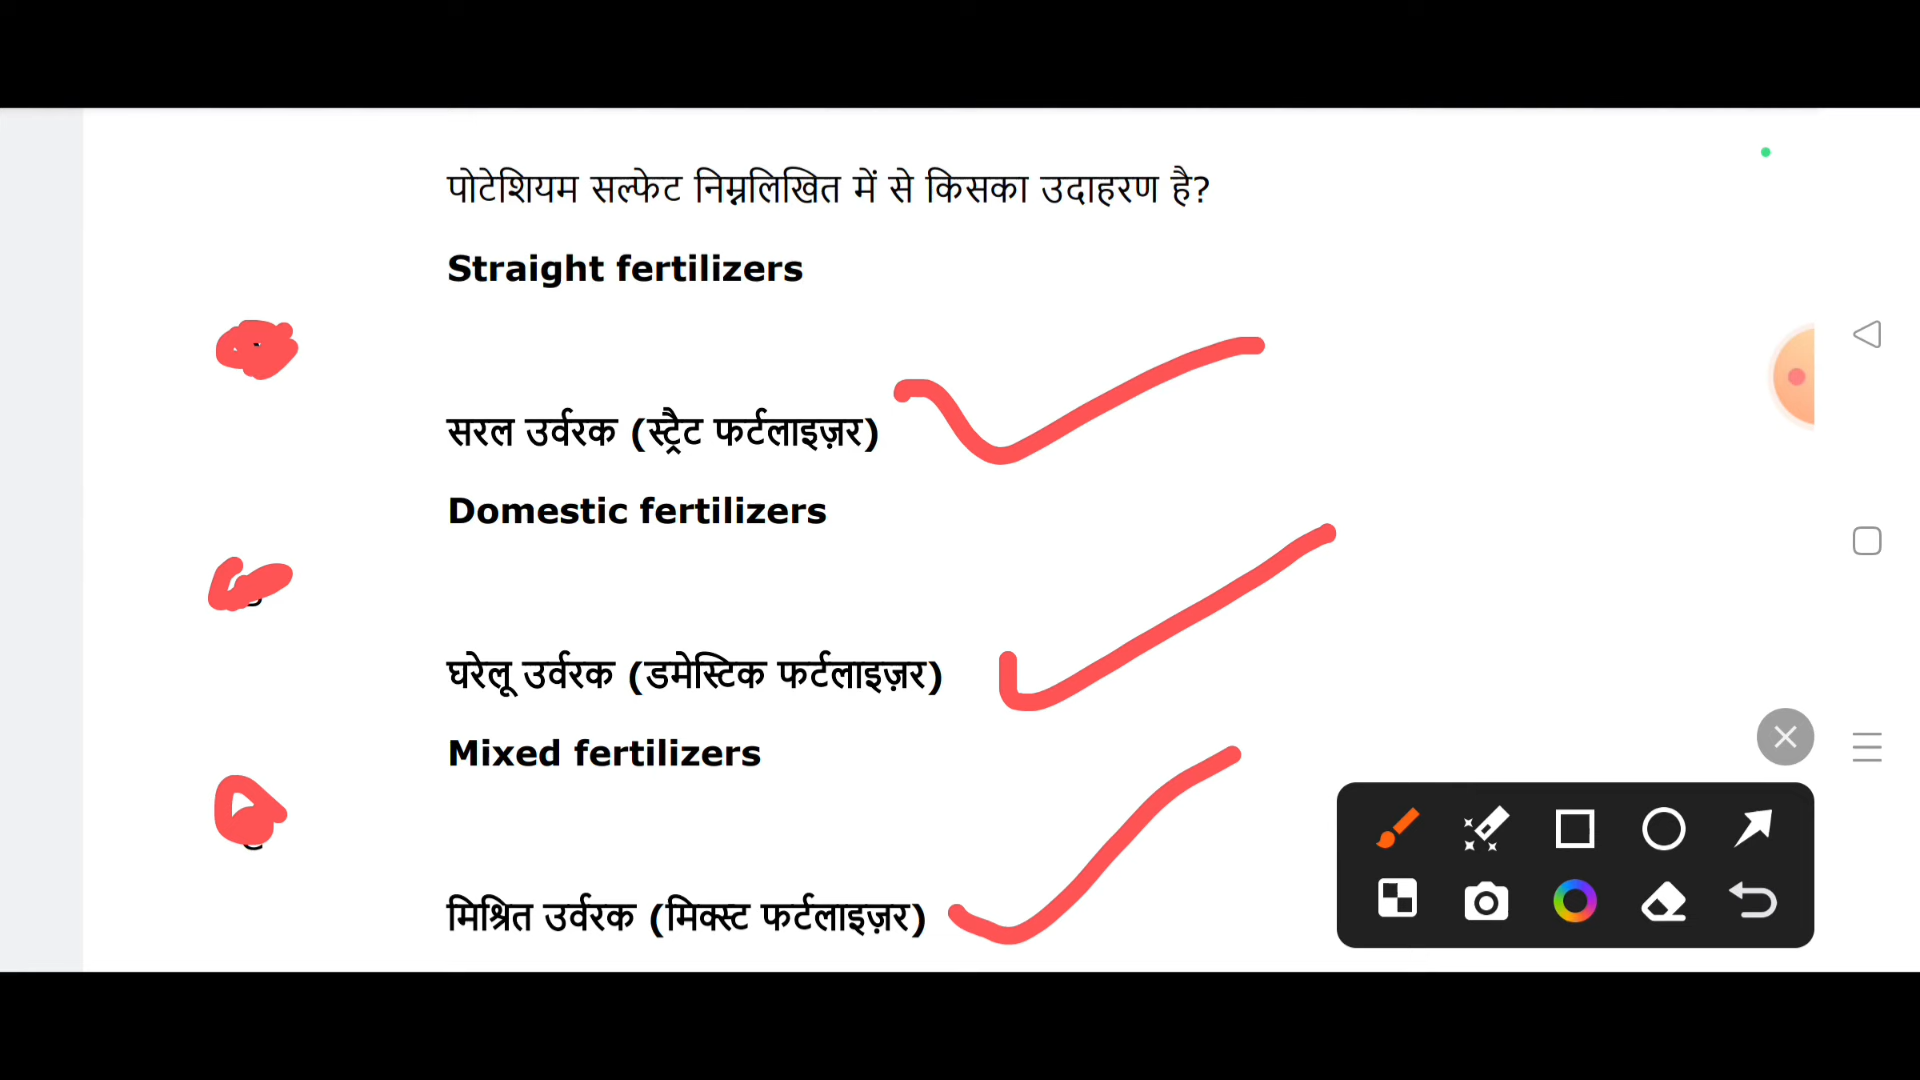 पोटेशियम सल्फेट निम्नलिखित में से किसका उदाहरण है?
Straight fertilizers
सरल उर्वरक (स्ट्रैट फर्टलाइज़र)
Domestic fertilizers
घरेलू उर्वरक (डमेस्टिक फर्टलाइज़र)
Mixed fertilizers
मिश्रित उर्वरक (मिक्स्ट फर्टलाइज़र)